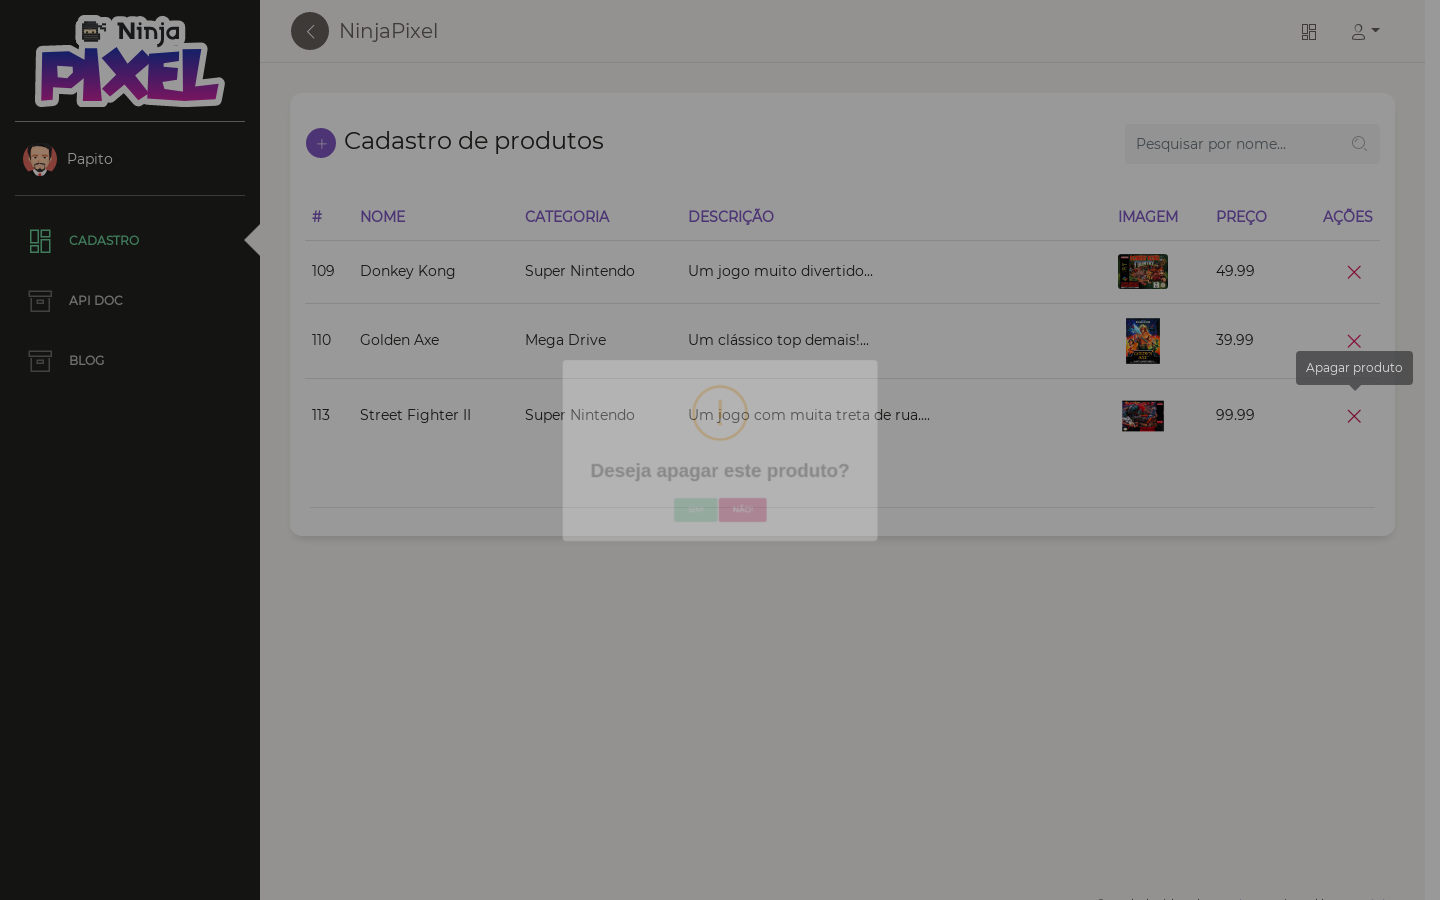 Ninja
PIXEL
NinjaPixel
Papito
CADASTRO
API DOC
BLOG
Cadastro de produtos
Pesquisar por nome...
# NOME CATEGORIA DESCRIÇÃO IMAGEM PREÇO AÇÕES
109 Donkey Kong Super Nintendo Um jogo muito divertido... 49.99
110 Golden Axe Mega Drive Um clássico top demais!... 39.99
Apagar produto
113 Street Fighter II Super Nintendo Um jogo com muita treta de rua.... 99.99
Deseja apagar este produto?
NÃO!